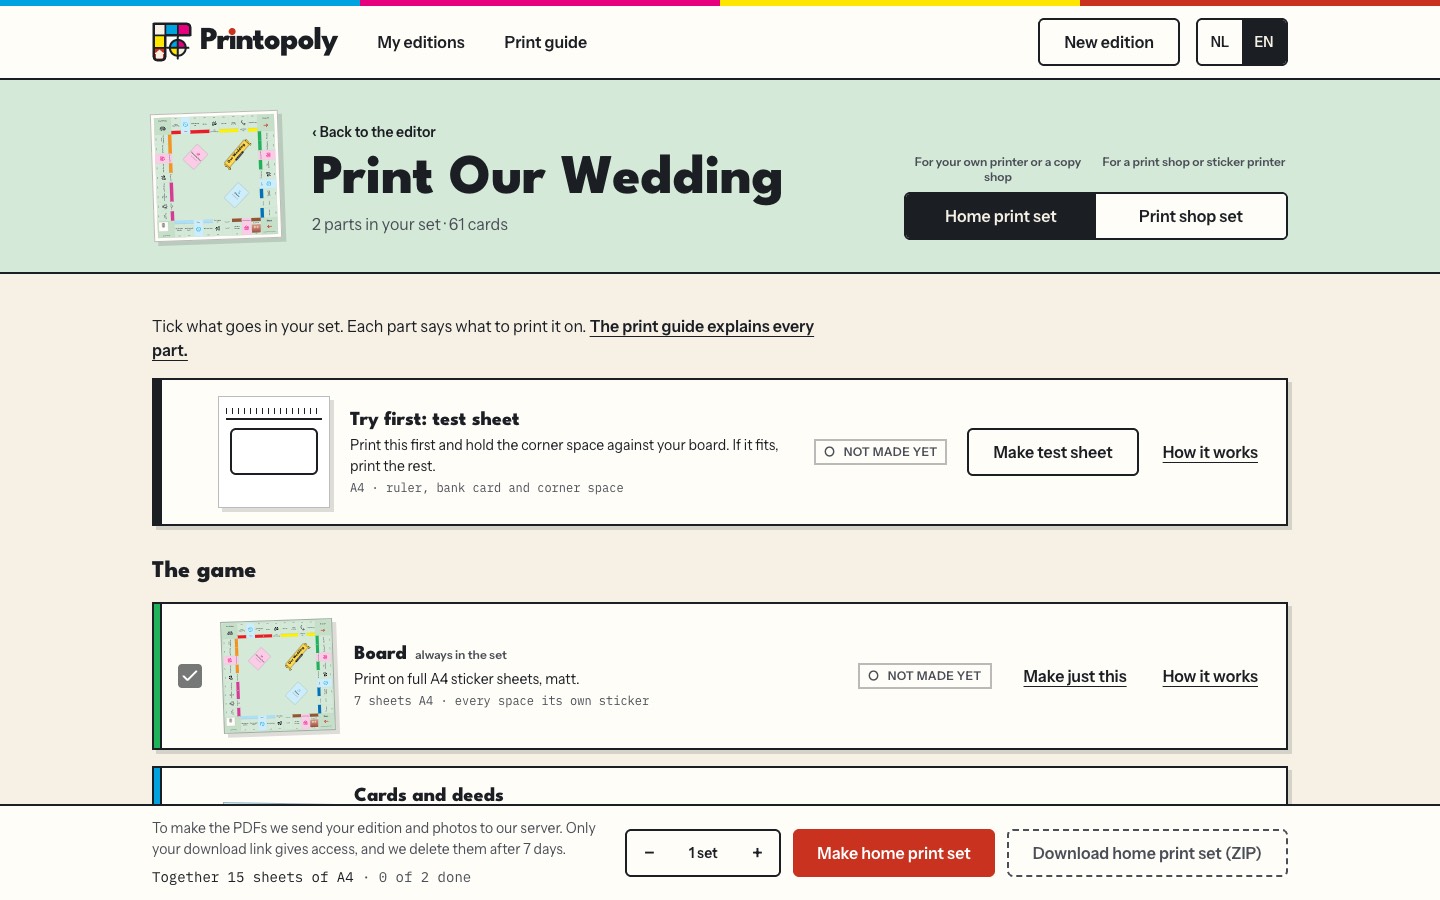 Printopoly
My editions
Print guide
New edition
NL
EN
‹ Back to the editor
Print Our Wedding
2 parts in your set · 61 cards
For your own printer or a copy
shop
For a print shop or sticker printer
Home print set
Print shop set
Tick what goes in your set. Each part says what to print it on. The print guide explains every
part.
Try first: test sheet
Print this first and hold the corner space against your board. If it fits,
print the rest.
A4 · ruler, bank card and corner space
NOT MADE YET
Make test sheet
How it works
The game
Board always in the set
Print on full A4 sticker sheets, matt.
7 sheets A4 · every space its own sticker
NOT MADE YET
Make just this
How it works
Cards and deeds
To make the PDFs we send your edition and photos to our server. Only
your download link gives access, and we delete them after 7 days.
Together 15 sheets of A4 · 0 of 2 done
− 1 set +
Make home print set
Download home print set (ZIP)